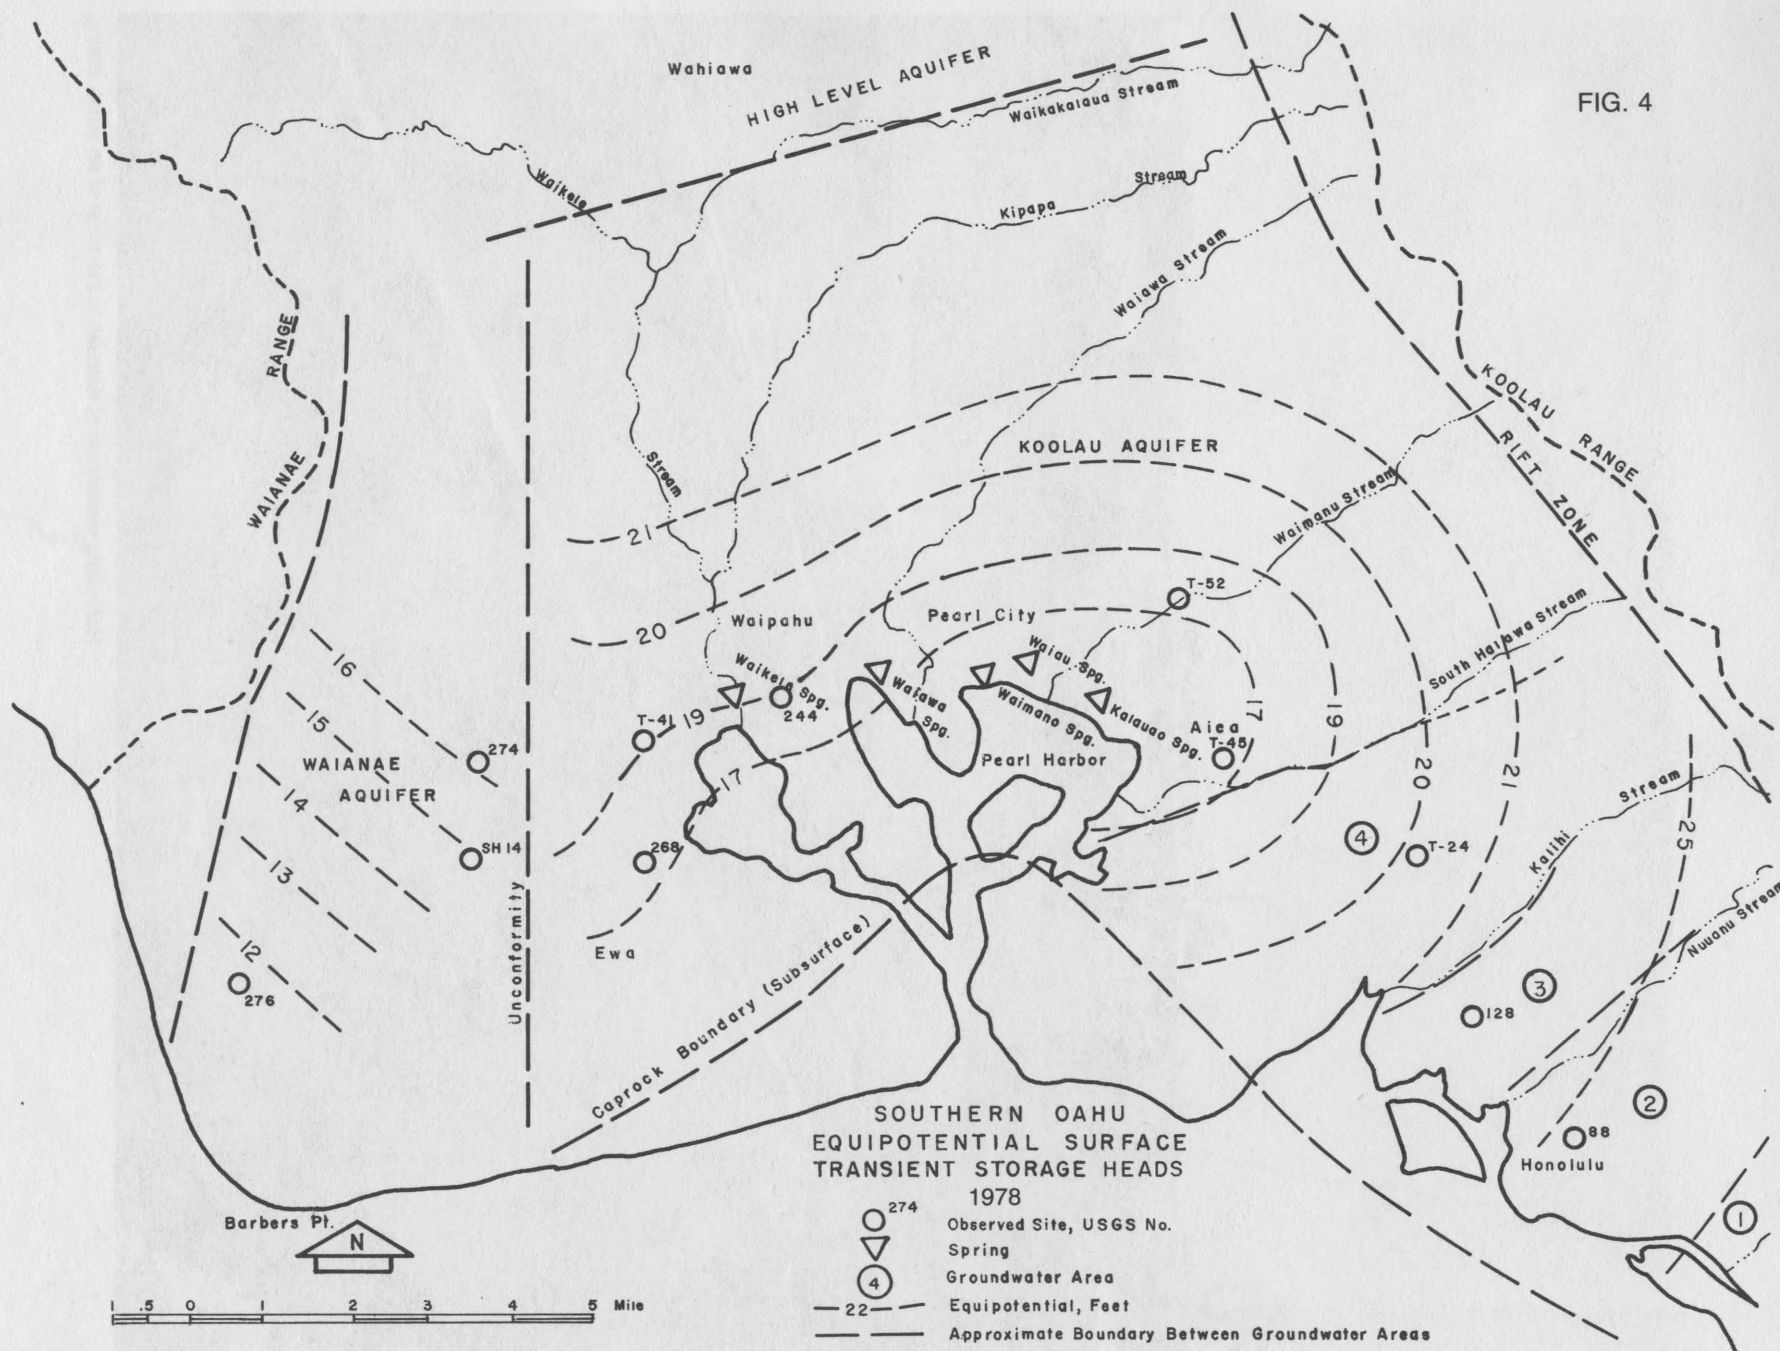 FIG. 4
Wahiawa
HIGH LEVEL AQUIFER
Waikakalaua Stream
Waikele
Stream
Kipapa
Stream
Waiawa Stream
RANGE
WAIANAE
KOOLAU
RANGE
RIFT ZONE
KOOLAU AQUIFER
Waimanu Stream
21
20
T-52
Waipahu
Pearl City
South Halawa Stream
16
15
14
13
12
Waikele Spg.
Waiawa
Spg.
Waiau Spg.
Waimano Spg.
Kalauao Spg.
T-41
19
244
17
Aiea
T-45
17
19
20
21
274
WAIANAE
AQUIFER
Pearl Harbor
SH14
268
4
T-24
Kalihi
Stream
25
Nuuanu Stream
Unconformity
Ewa
276
Caprock Boundary (Subsurface)
3
128
2
88
Honolulu
1
Barbers Pt.
N
1 .5 0 1 2 3 4 5 Mile
SOUTHERN OAHU
EQUIPOTENTIAL SURFACE
TRANSIENT STORAGE HEADS
1978
274 Observed Site, USGS No.
Spring
4 Groundwater Area
22 Equipotential, Feet
Approximate Boundary Between Groundwater Areas